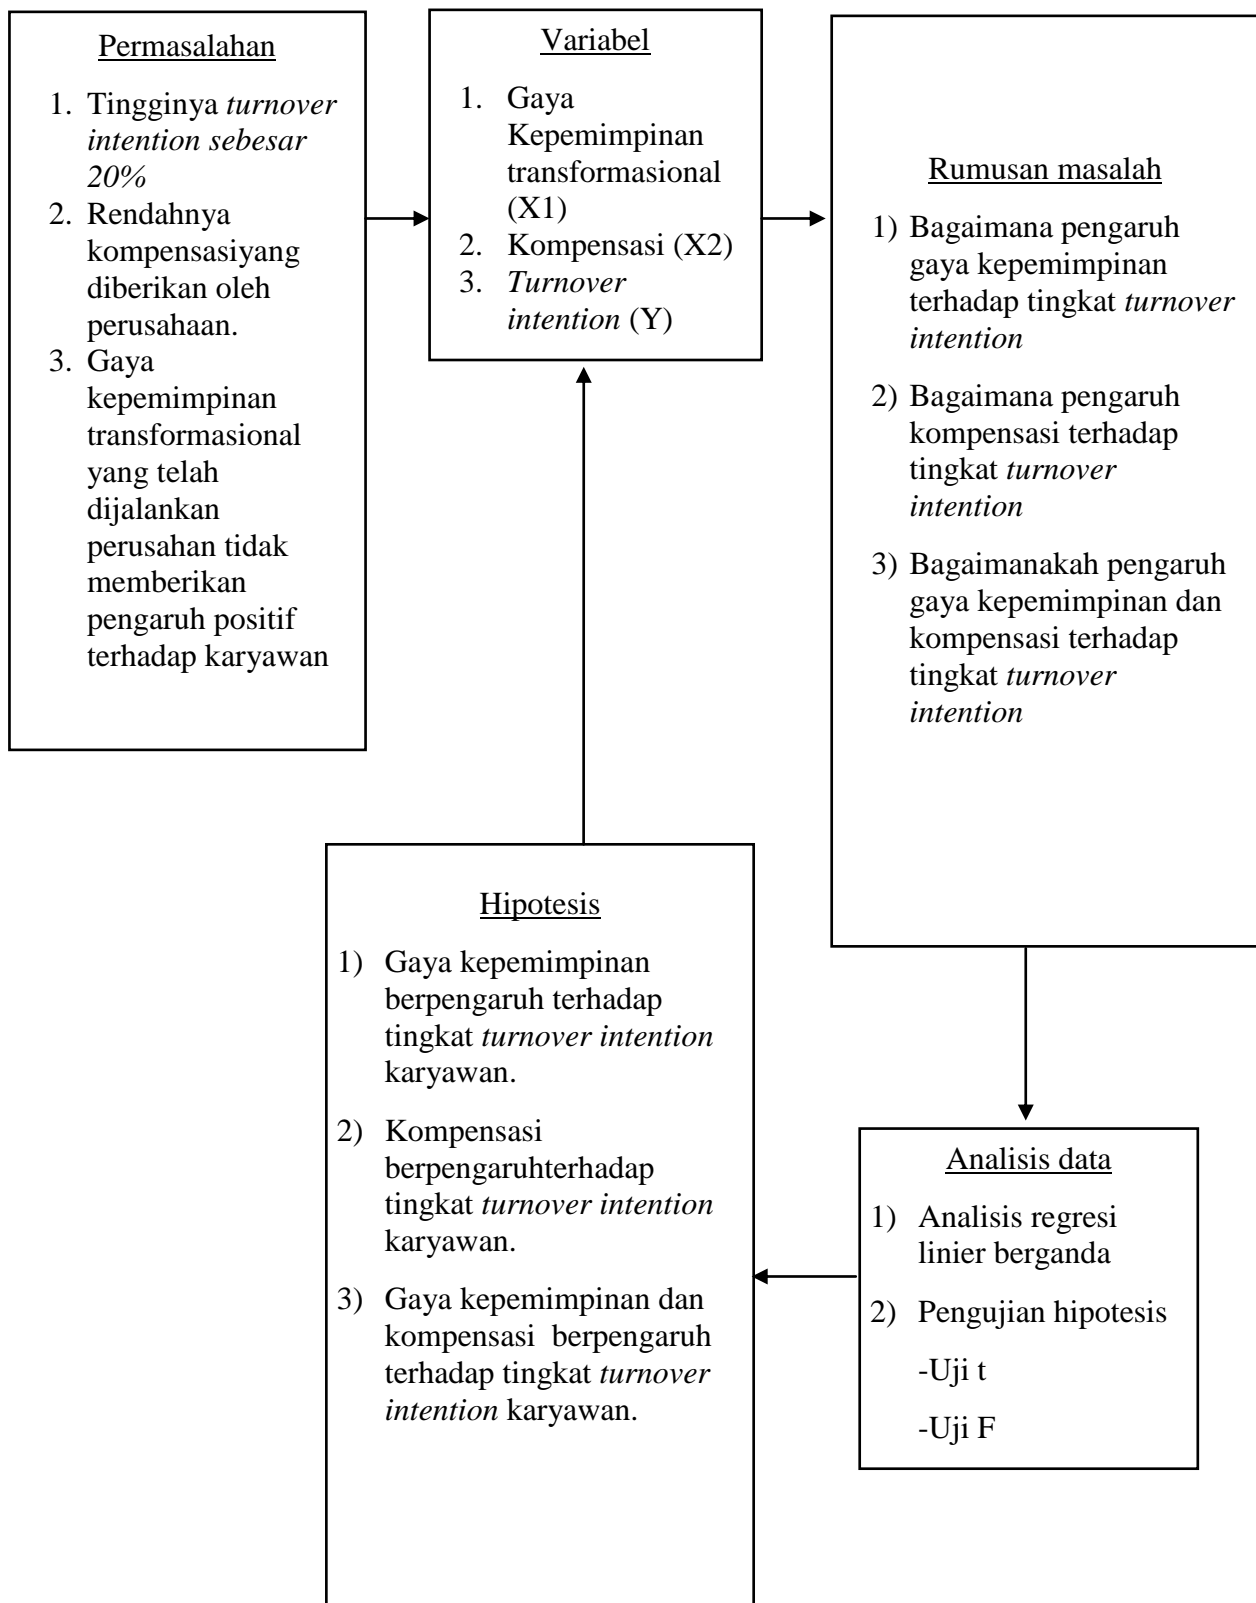 Permasalahan
1. Tingginya turnover
intention sebesar
20%
2. Rendahnya
kompensasiyang
diberikan oleh
perusahaan.
3. Gaya
kepemimpinan
transformasional
yang telah
dijalankan
perusahan tidak
memberikan
pengaruh positif
terhadap karyawan
Variabel
1. Gaya
Kepemimpinan
transformasional
(X1)
2. Kompensasi (X2)
3. Turnover
intention (Y)
Rumusan masalah
1) Bagaimana pengaruh
gaya kepemimpinan
terhadap tingkat turnover
intention
2) Bagaimana pengaruh
kompensasi terhadap
tingkat turnover
intention
3) Bagaimanakah pengaruh
gaya kepemimpinan dan
kompensasi terhadap
tingkat turnover
intention
Analisis data
1) Analisis regresi
linier berganda
2) Pengujian hipotesis
-Uji t
-Uji F
Hipotesis
1) Gaya kepemimpinan
berpengaruh terhadap
tingkat turnover intention
karyawan.
2) Kompensasi
berpengaruhterhadap
tingkat turnover intention
karyawan.
3) Gaya kepemimpinan dan
kompensasi berpengaruh
terhadap tingkat turnover
intention karyawan.